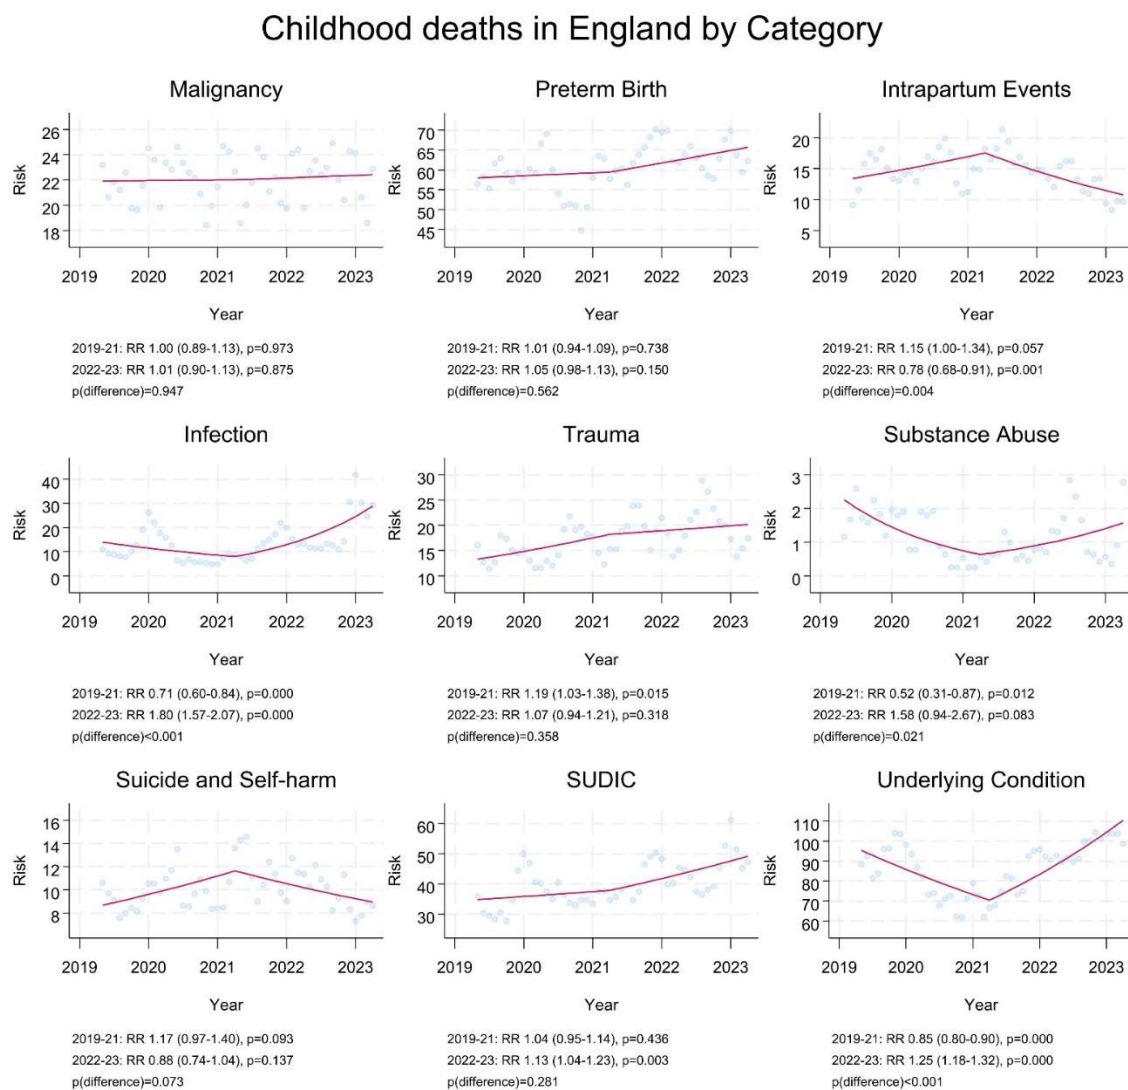 Childhood deaths in England by Category
Malignancy
Risk
26
24
22
20
18
2019 2020 2021 2022 2023
Year
2019-21: RR 1.00 (0.89-1.13), p=0.973
2022-23: RR 1.01 (0.90-1.13), p=0.875
p(difference)=0.947
Preterm Birth
Risk
70
65
60
55
50
45
2019 2020 2021 2022 2023
Year
2019-21: RR 1.01 (0.94-1.09), p=0.738
2022-23: RR 1.05 (0.98-1.13), p=0.150
p(difference)=0.562
Intrapartum Events
Risk
20
15
10
5
2019 2020 2021 2022 2023
Year
2019-21: RR 1.15 (1.00-1.34), p=0.057
2022-23: RR 0.78 (0.68-0.91), p=0.001
p(difference)=0.004
Infection
Risk
40
30
20
10
0
2019 2020 2021 2022 2023
Year
2019-21: RR 0.71 (0.60-0.84), p=0.000
2022-23: RR 1.80 (1.57-2.07), p=0.000
p(difference)<0.001
Trauma
Risk
30
25
20
15
10
2019 2020 2021 2022 2023
Year
2019-21: RR 1.19 (1.03-1.38), p=0.015
2022-23: RR 1.07 (0.94-1.21), p=0.318
p(difference)=0.358
Substance Abuse
Risk
3
2
1
0
2019 2020 2021 2022 2023
Year
2019-21: RR 0.52 (0.31-0.87), p=0.012
2022-23: RR 1.58 (0.94-2.67), p=0.083
p(difference)=0.021
Suicide and Self-harm
Risk
16
14
12
10
8
2019 2020 2021 2022 2023
Year
2019-21: RR 1.17 (0.97-1.40), p=0.093
2022-23: RR 0.88 (0.74-1.04), p=0.137
p(difference)=0.073
SUDIC
Risk
60
50
40
30
2019 2020 2021 2022 2023
Year
2019-21: RR 1.04 (0.95-1.14), p=0.436
2022-23: RR 1.13 (1.04-1.23), p=0.003
p(difference)=0.281
Underlying Condition
Risk
110
100
90
80
70
60
2019 2020 2021 2022 2023
Year
2019-21: RR 0.85 (0.80-0.90), p=0.000
2022-23: RR 1.25 (1.18-1.32), p=0.000
p(difference)<0.001